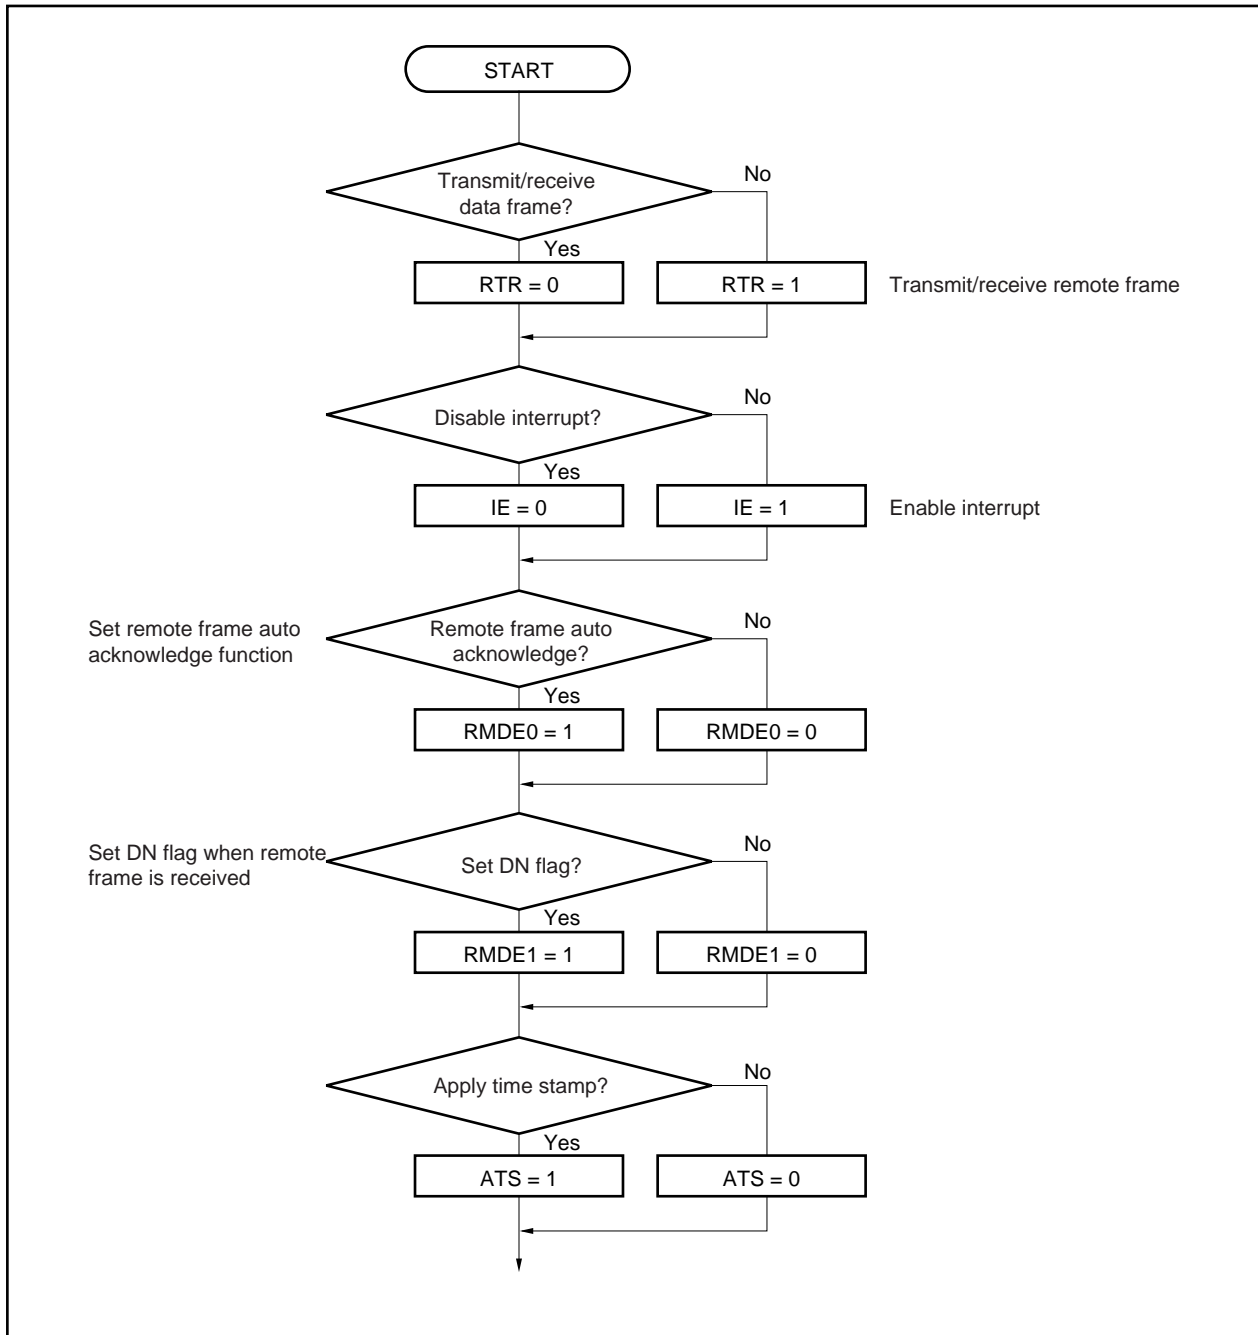 START
Transmit/receive
data frame?
No
Yes
RTR = 0
RTR = 1
Transmit/receive remote frame
Disable interrupt?
No
Yes
IE = 0
IE = 1
Enable interrupt
Set remote frame auto
acknowledge function
Remote frame auto
acknowledge?
No
Yes
RMDE0 = 1
RMDE0 = 0
Set DN flag when remote
frame is received
Set DN flag?
No
Yes
RMDE1 = 1
RMDE1 = 0
Apply time stamp?
No
Yes
ATS = 1
ATS = 0